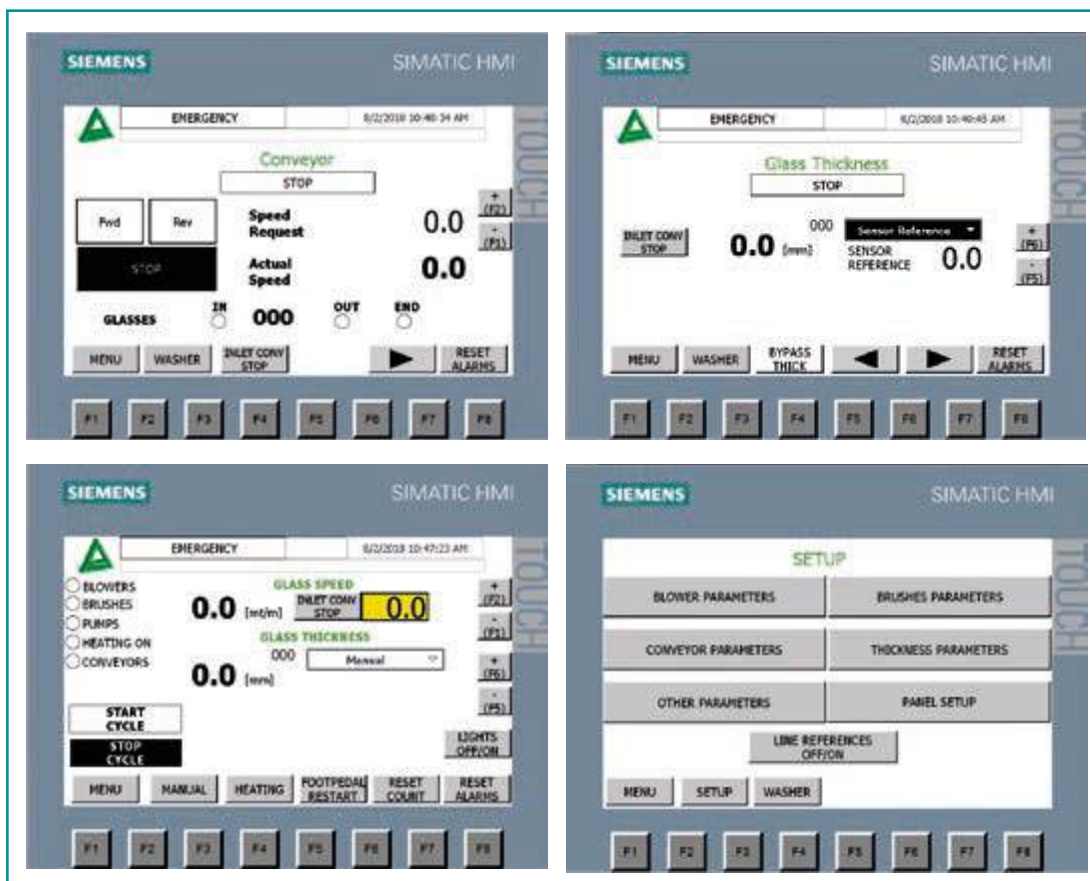 SIEMENS SIMATIC HMI
TOUCH
EMERGENCY 8/2/2018 10:40:34 AM
Conveyor
STOP
Fwd Rev Speed Request 0.0 + (F2)
- (F1)
STOP Actual Speed 0.0
GLASSES IN 000 OUT END
MENU WASHER INLET CONV STOP RESET ALARMS
F1 F2 F3 F4 F5 F6 F7 F8
SIEMENS SIMATIC HMI
TOUCH
EMERGENCY 8/2/2018 10:40:45 AM
Glass Thickness
STOP
INLET CONV STOP 0.0 [mm] 000 Sensor Reference + (F6)
SENSOR REFERENCE 0.0 - (F5)
MENU WASHER BYPASS THICK RESET ALARMS
F1 F2 F3 F4 F5 F6 F7 F8
SIEMENS SIMATIC HMI
TOUCH
EMERGENCY 8/2/2018 10:47:23 AM
BLOWERS
BRUSHES
PUMPS
HEATING ON
CONVEYORS
GLASS SPEED
0.0 [mt/m] INLET CONV STOP 0.0 + (F2)
- (F1)
GLASS THICKNESS
0.0 [mm] 000 Manual + (F6)
- (F5)
START CYCLE
STOP CYCLE
LIGHTS OFF/ON
MENU MANUAL HEATING FOOTPEDAL RESTART RESET COUNT RESET ALARMS
F1 F2 F3 F4 F5 F6 F7 F8
SIEMENS SIMATIC HMI
TOUCH
SETUP
BLOWER PARAMETERS BRUSHES PARAMETERS
CONVEYOR PARAMETERS THICKNESS PARAMETERS
OTHER PARAMETERS PANEL SETUP
LINE REFERENCES OFF/ON
MENU SETUP WASHER
F1 F2 F3 F4 F5 F6 F7 F8